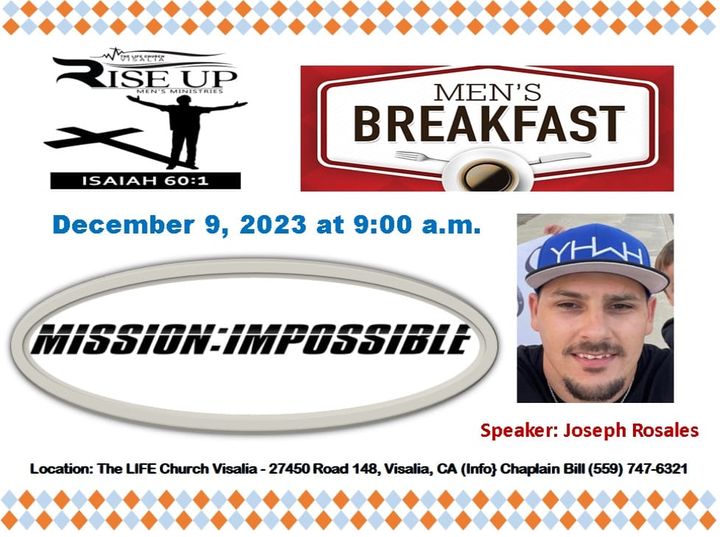 THE LIFE CHURCH
VISALIA
RISE UP
MEN'S MINISTRIES
ISAIAH 60:1
MEN'S
BREAKFAST
December 9, 2023 at 9:00 a.m.
YHWH
MISSION:IMPOSSIBLE
Speaker: Joseph Rosales
Location: The LIFE Church Visalia - 27450 Road 148, Visalia, CA (Info} Chaplain Bill (559) 747-6321